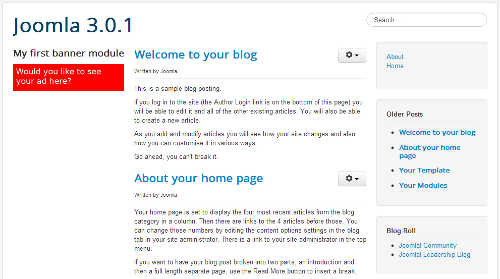 Joomla 3.0.1
Search
My first banner module
Would you like to see
your ad here?
Welcome to your blog
Written by Joomla
This is a sample blog posting.
If you log in to the site (the Author Login link is on the bottom of this page) you
will be able to edit it and all of the other existing articles. You will also be able
to create a new article.
As you add and modify articles you will see how your site changes and also
how you can customise it in various ways.
Go ahead, you can't break it.
About your home page
Written by Joomla
Your home page is set to display the four most recent articles from the blog
category in a column. Then there are links to the 4 articles before those. You
can change those numbers by editing the content options settings in the blog
tab in your site administrator. There is a link to your site administrator in the top
menu.
If you want to have your blog post broken into two parts, an introduction and
then a full length separate page, use the Read More button to insert a break.
About
Home
Older Posts
Welcome to your blog
About your home
page
Your Template
Your Modules
Blog Roll
Joomla Community
Joomla Leadership Blog